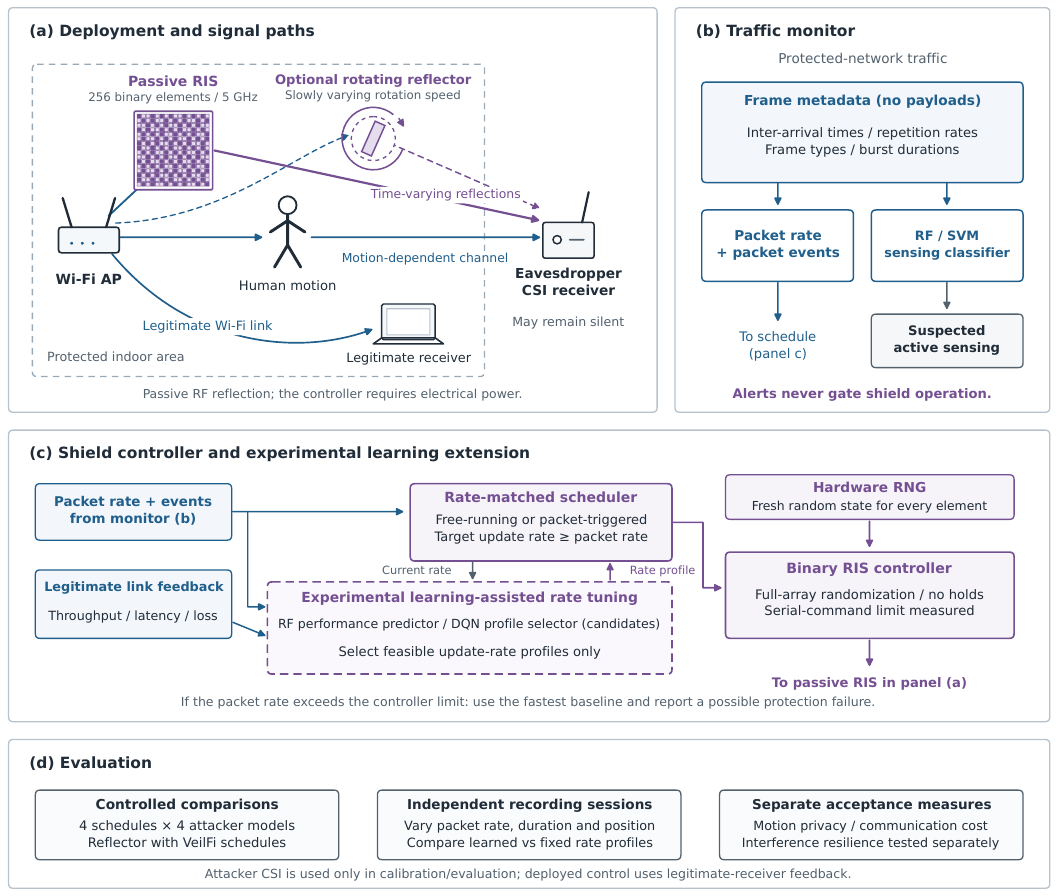 (a) Deployment and signal paths
Passive RIS
256 binary elements / 5 GHz
Optional rotating reflector
Slowly varying rotation speed
Time-varying reflections
Wi-Fi AP
Human motion
Motion-dependent channel
Eavesdropper
CSI receiver
May remain silent
Legitimate Wi-Fi link
Legitimate receiver
Protected indoor area
Passive RF reflection; the controller requires electrical power.
(b) Traffic monitor
Protected-network traffic
Frame metadata (no payloads)
Inter-arrival times / repetition rates
Frame types / burst durations
Packet rate
+ packet events
RF / SVM
sensing classifier
To schedule
(panel c)
Suspected
active sensing
Alerts never gate shield operation.
(c) Shield controller and experimental learning extension
Packet rate + events
from monitor (b)
Legitimate link feedback
Throughput / latency / loss
Rate-matched scheduler
Free-running or packet-triggered
Target update rate ≥ packet rate
Current rate
Rate profile
Experimental learning-assisted rate tuning
RF performance predictor / DQN profile selector (candidates)
Select feasible update-rate profiles only
Hardware RNG
Fresh random state for every element
Binary RIS controller
Full-array randomization / no holds
Serial-command limit measured
To passive RIS in panel (a)
If the packet rate exceeds the controller limit: use the fastest baseline and report a possible protection failure.
(d) Evaluation
Controlled comparisons
4 schedules × 4 attacker models
Reflector with VeilFi schedules
Independent recording sessions
Vary packet rate, duration and position
Compare learned vs fixed rate profiles
Separate acceptance measures
Motion privacy / communication cost
Interference resilience tested separately
Attacker CSI is used only in calibration/evaluation; deployed control uses legitimate-receiver feedback.